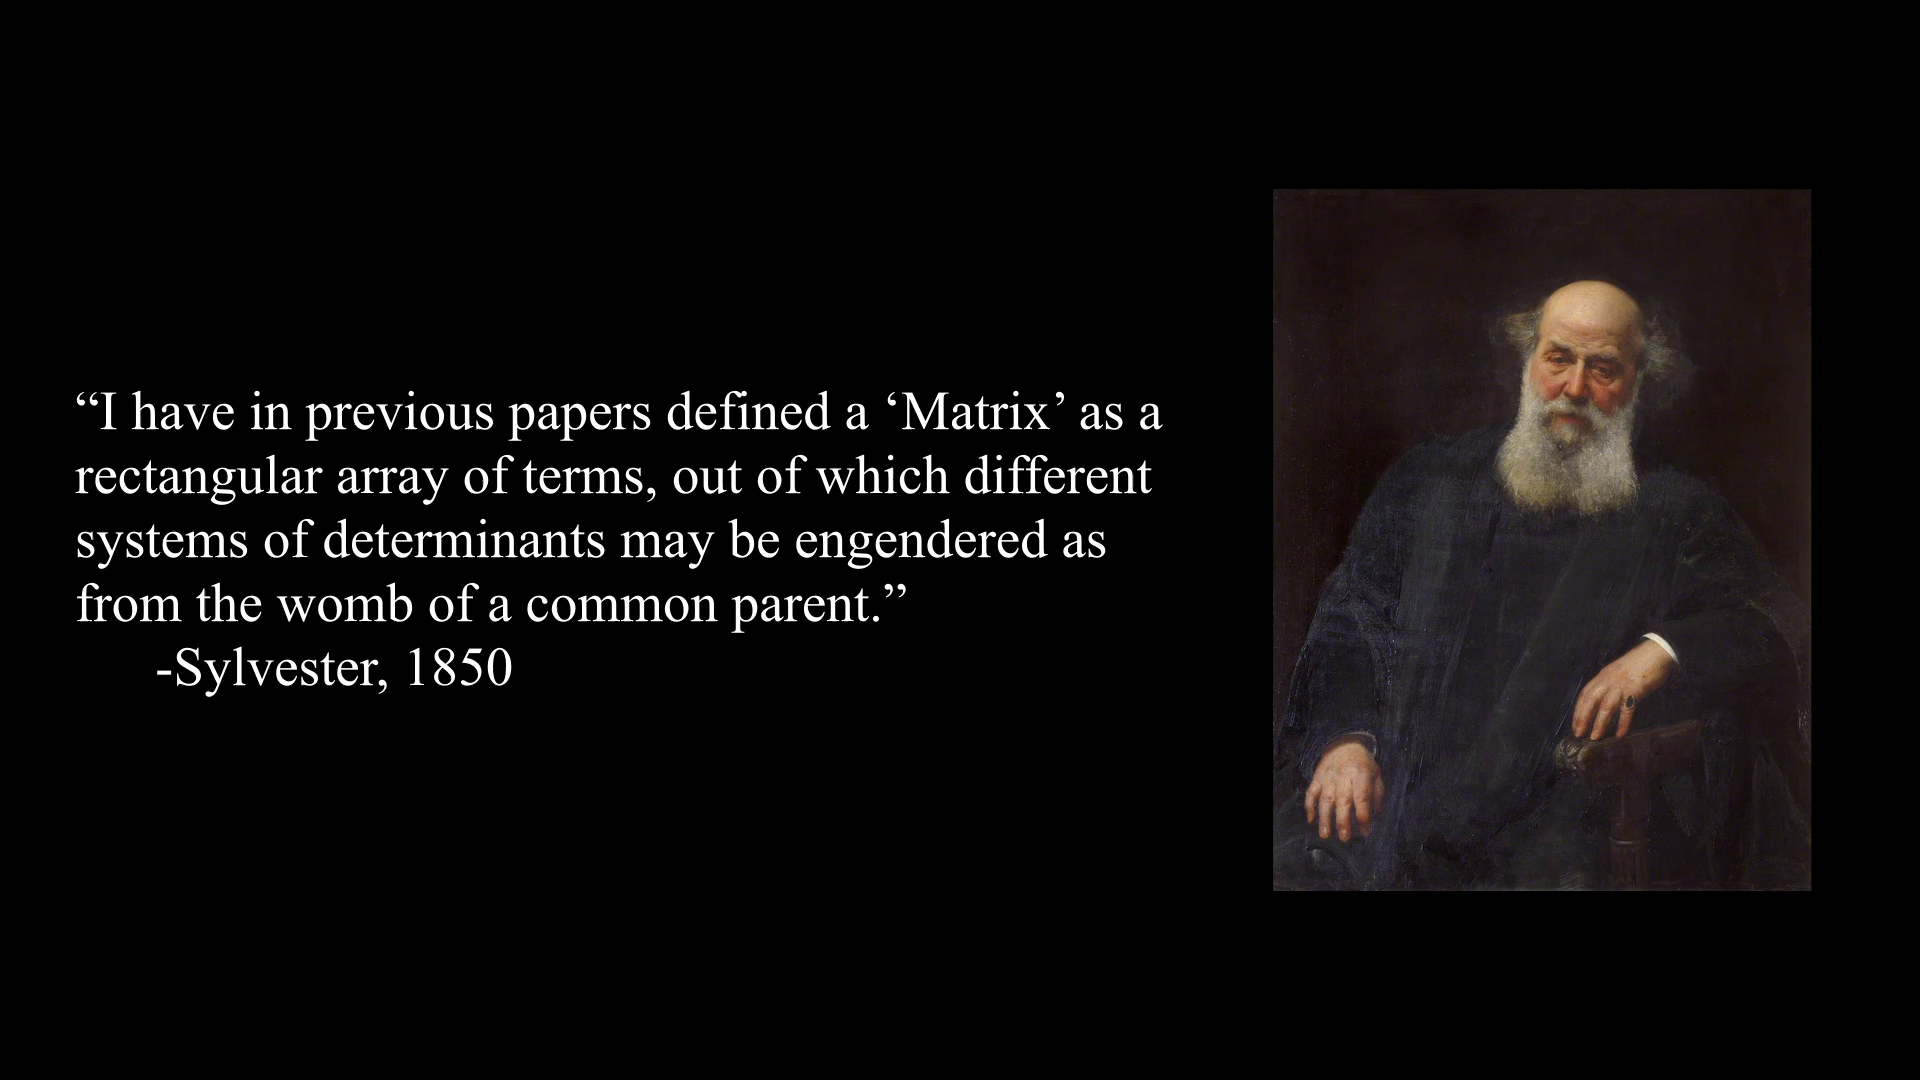 “I have in previous papers defined a ‘Matrix’ as a
rectangular array of terms, out of which different
systems of determinants may be engendered as
from the womb of a common parent.”
-Sylvester, 1850